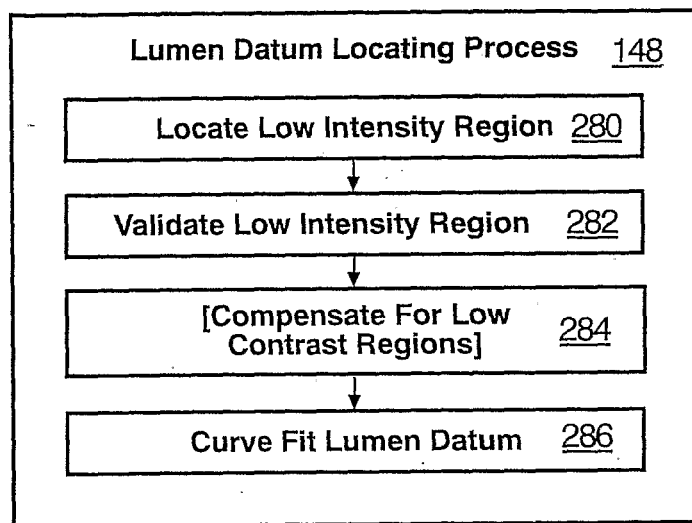 Lumen Datum Locating Process 148
Locate Low Intensity Region 280
Validate Low Intensity Region 282
[Compensate For Low
Contrast Regions] 284
Curve Fit Lumen Datum 286